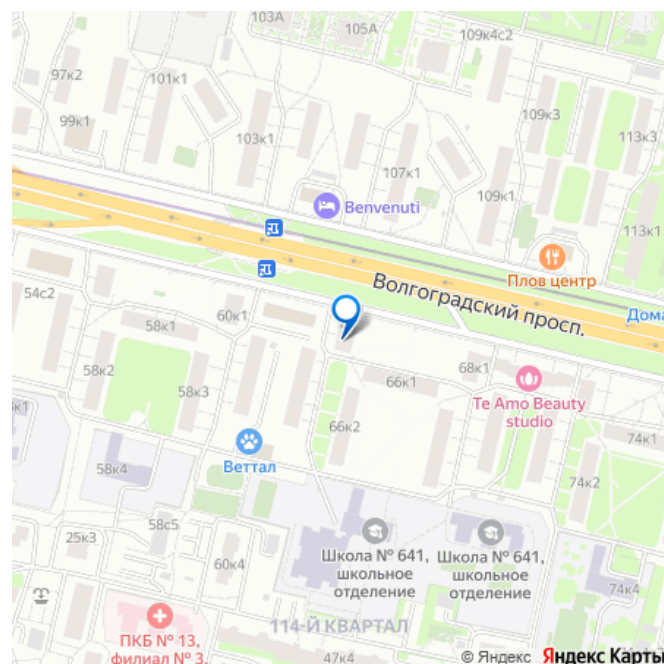 103А
105А
109к4с2
97к2
101к1
99к1
103к1
109к3
113к3
107к1
109к1
Benvenuti
113к1
Плов центр
Волгоградский просп.
54с2
60к1
58к1
Дома
58к2
58к3
66к1
68к1
Te Amo Beauty
studio
66к2
74к1
Веттал
58к4
74к2
58с5
25к3
60к4
Школа № 641,
школьное
отделение
Школа № 641,
школьное
отделение
74к4
ПКБ № 13,
филиал № 3,
114-Й КВАРТАЛ
47к4
© Яндекс Яндекс Карты